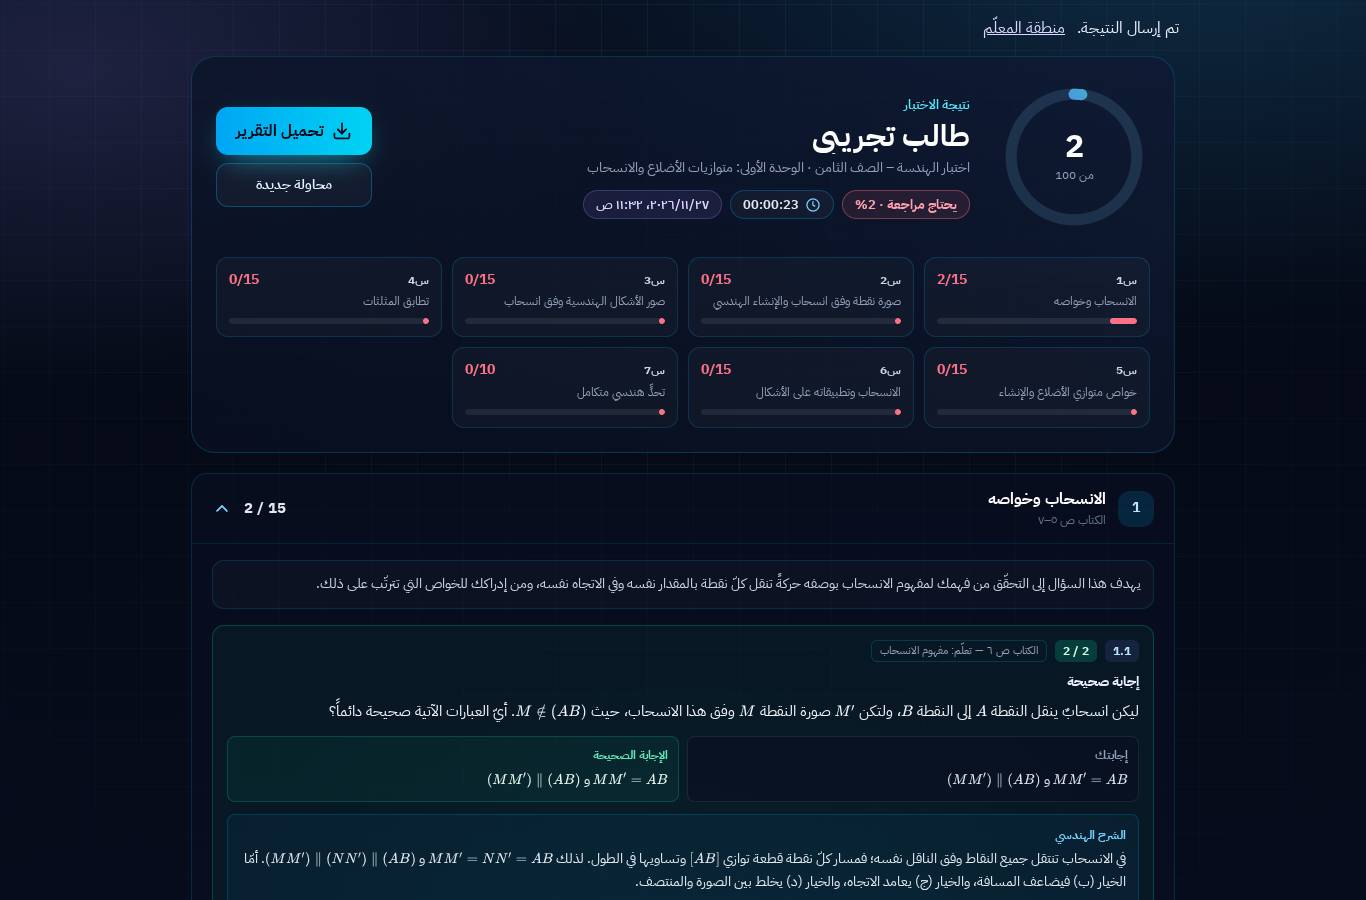 تم إرسال النتيجة. منطقة المعلّم
2
من 100
نتيجة الاختبار
طالب تجريبي
اختبار الهندسة – الصف الثامن · الوحدة الأولى: متوازيات الأضلاع والانسحاب
يحتاج مراجعة · 2%
00:00:23
٢٠٢٦/١١/٢٧، ١١:٣٢ ص
تحميل التقرير
محاولة جديدة
س1 2/15
الانسحاب وخواصه
س2 0/15
صورة نقطة وفق انسحاب والإنشاء الهندسي
س3 0/15
صور الأشكال الهندسية وفق انسحاب
س4 0/15
تطابق المثلثات
س5 0/15
خواص متوازي الأضلاع والإنشاء
س6 0/15
الانسحاب وتطبيقاته على الأشكال
س7 0/10
تحدٍّ هندسي متكامل
1
الانسحاب وخواصه
الكتاب ص ٥–٧
2 / 15
يهدف هذا السؤال إلى التحقّق من فهمك لمفهوم الانسحاب بوصفه حركةً تنقل كلّ نقطة بالمقدار نفسه وفي الاتجاه نفسه، ومن إدراكك للخواص التي تترتّب على ذلك.
1.1 2 / 2 الكتاب ص ٦ — تعلّم: مفهوم الانسحاب
إجابة صحيحة
ليكن انسحابٌ ينقل النقطة A إلى النقطة B، ولتكن M′ صورة النقطة M وفق هذا الانسحاب، حيث M ∉ (AB). أيّ العبارات الآتية صحيحة دائماً؟
إجابتك
MM′ = AB و (MM′) ∥ (AB)
الإجابة الصحيحة
MM′ = AB و (MM′) ∥ (AB)
الشرح الهندسي
في الانسحاب تنتقل جميع النقاط وفق الناقل نفسه؛ فمسار كلّ نقطة قطعة توازي [AB] وتساويها في الطول. لذلك MM′ = NN′ = AB و (MM′) ∥ (NN′) ∥ (AB). أمّا
الخيار (ب) فيضاعف المسافة، والخيار (ج) يعامد الاتجاه، والخيار (د) يخلط بين الصورة والمنتصف.